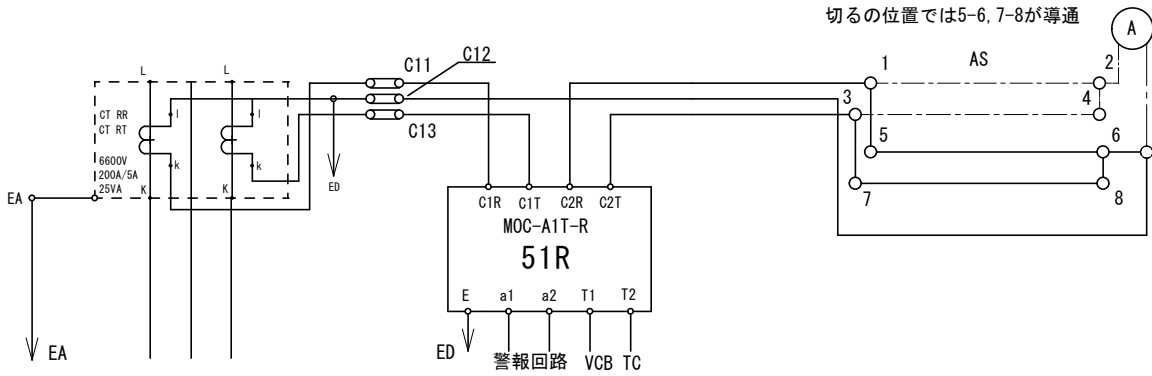 切るの位置では5-6,7-8が導通
A
AS
1
2
3
4
5
6
7
8
C11
C12
C13
L
L
CT RR
CT RT
l
l
6600V
200A/5A
25VA
k
k
K
K
ED
EA
EA
C1R C1T C2R C2T
MOC-A1T-R
51R
E a1 a2 T1 T2
ED
警報回路
VCB TC